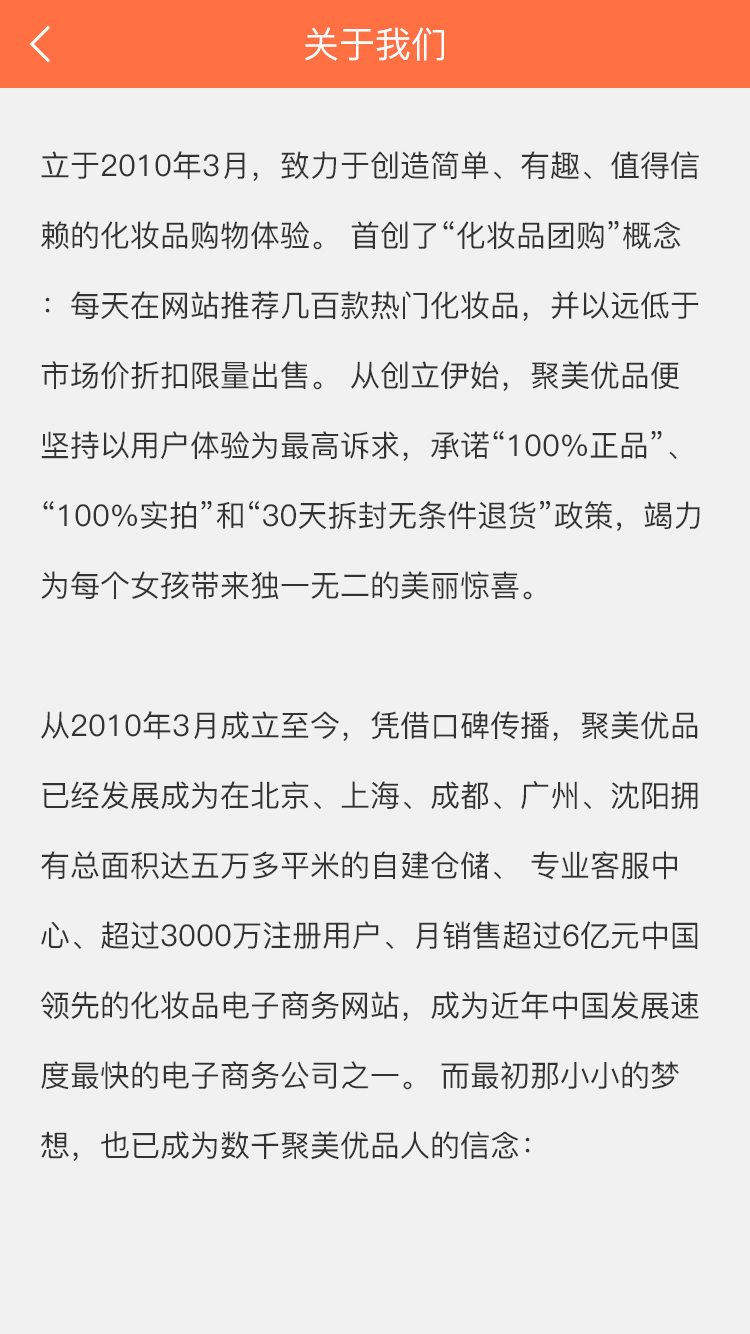 关于我们
立于2010年3月，致力于创造简单、有趣、值得信
赖的化妆品购物体验。 首创了“化妆品团购”概念
：每天在网站推荐几百款热门化妆品，并以远低于
市场价折扣限量出售。 从创立伊始，聚美优品便
坚持以用户体验为最高诉求，承诺“100%正品”、
“100%实拍”和“30天拆封无条件退货”政策，竭力
为每个女孩带来独一无二的美丽惊喜。
从2010年3月成立至今，凭借口碑传播，聚美优品
已经发展成为在北京、上海、成都、广州、沈阳拥
有总面积达五万多平米的自建仓储、 专业客服中
心、超过3000万注册用户、月销售超过6亿元中国
领先的化妆品电子商务网站，成为近年中国发展速
度最快的电子商务公司之一。 而最初那小小的梦
想，也已成为数千聚美优品人的信念：